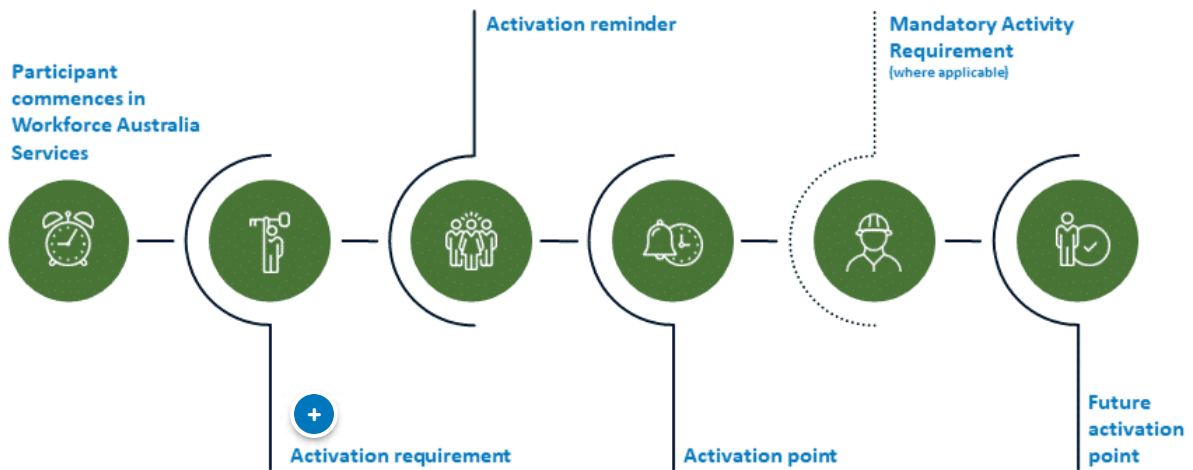 Participant
commences in
Workforce Australia
Services
Activation requirement
Activation reminder
Activation point
Mandatory Activity
Requirement
(where applicable)
Future
activation
point